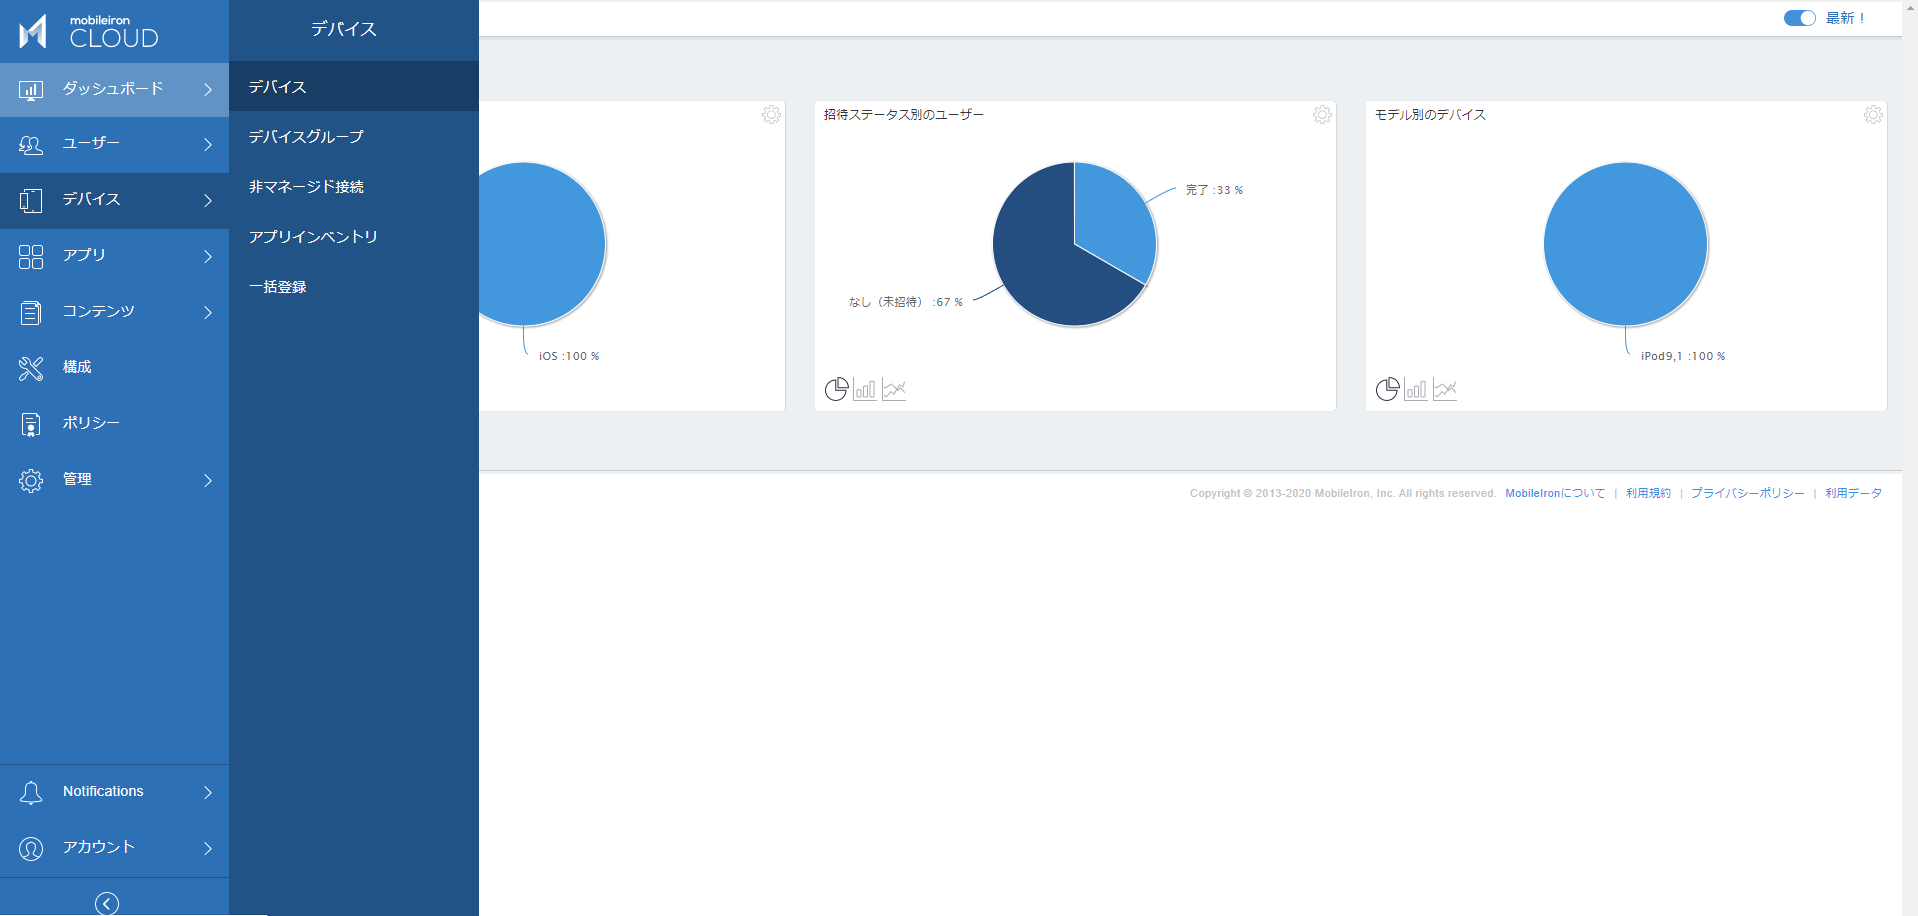 mobileiron
CLOUD
ダッシュボード
ユーザー
デバイス
アプリ
コンテンツ
構成
ポリシー
管理
Notifications
アカウント
デバイス
デバイス
デバイスグループ
非マネージド接続
アプリインベントリ
一括登録
最新！
iOS :100 %
招待ステータス別のユーザー
完了 :33 %
なし（未招待） :67 %
モデル別のデバイス
iPod9,1 :100 %
Copyright © 2013-2020 MobileIron, Inc. All rights reserved. MobileIronについて | 利用規約 | プライバシーポリシー | 利用データ